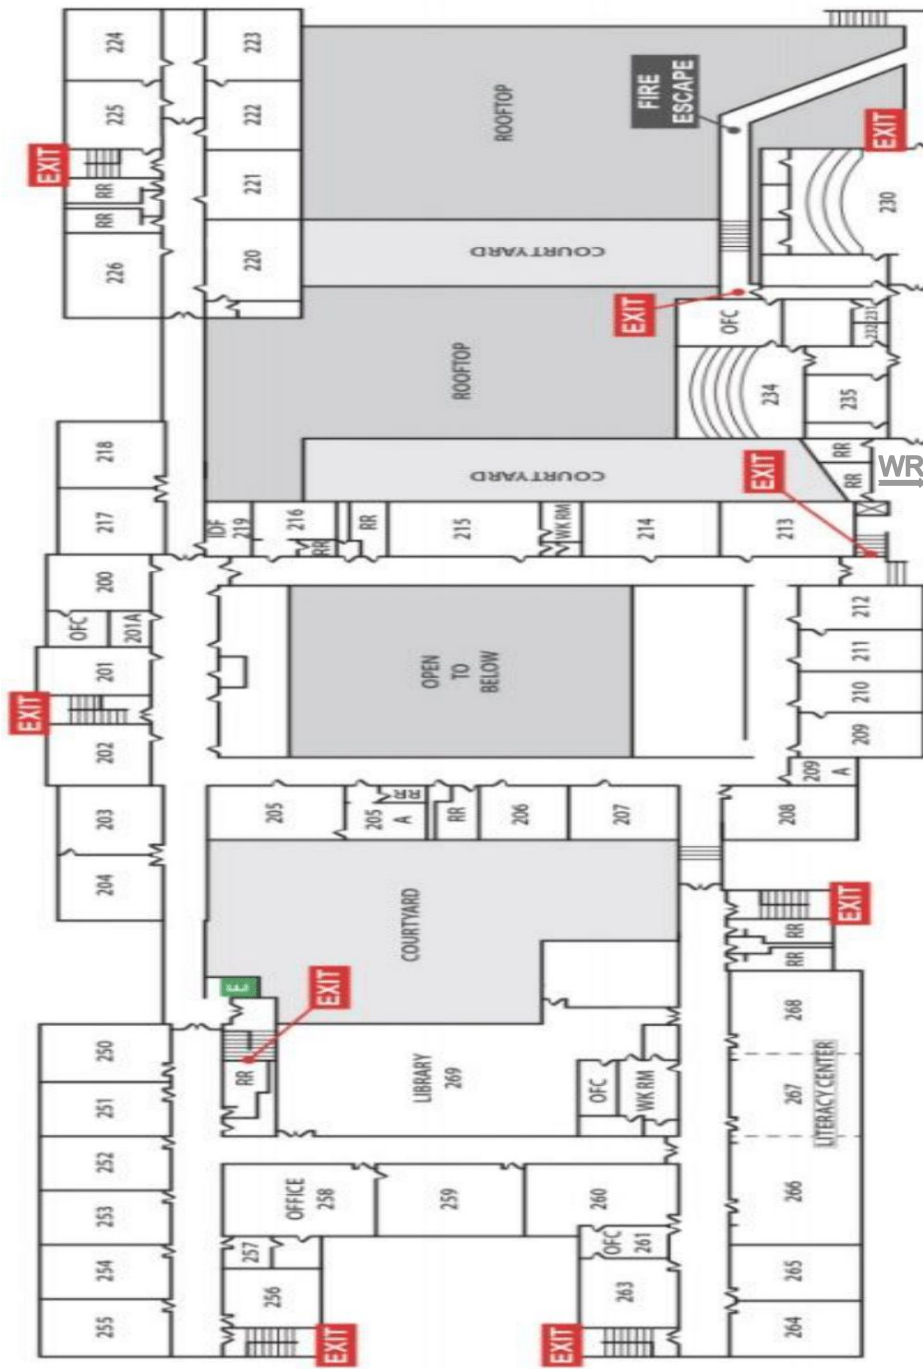 224
223
225
222
EXIT
RR
RR
221
226
220
ROOFTOP
FIRE
ESCAPE
EXIT
230
COURTYARD
EXIT
OFC
231
232
ROOFTOP
234
235
218
217
COURTYARD
EXIT
RR
RR
WR
IDF
219
216
RR
RR
215
WK RM
214
213
200
OFC
201A
201
EXIT
202
203
204
OPEN
TO
BELOW
212
211
210
209
209
A
208
205
205
A
RR
RR
206
207
COURTYARD
E
EXIT
RR
EXIT
RR
RR
250
251
252
253
254
255
LIBRARY
269
OFC
WK RM
268
267
266
LITERACY CENTER
265
264
OFFICE
258
259
260
257
256
OFC
261
263
EXIT
EXIT